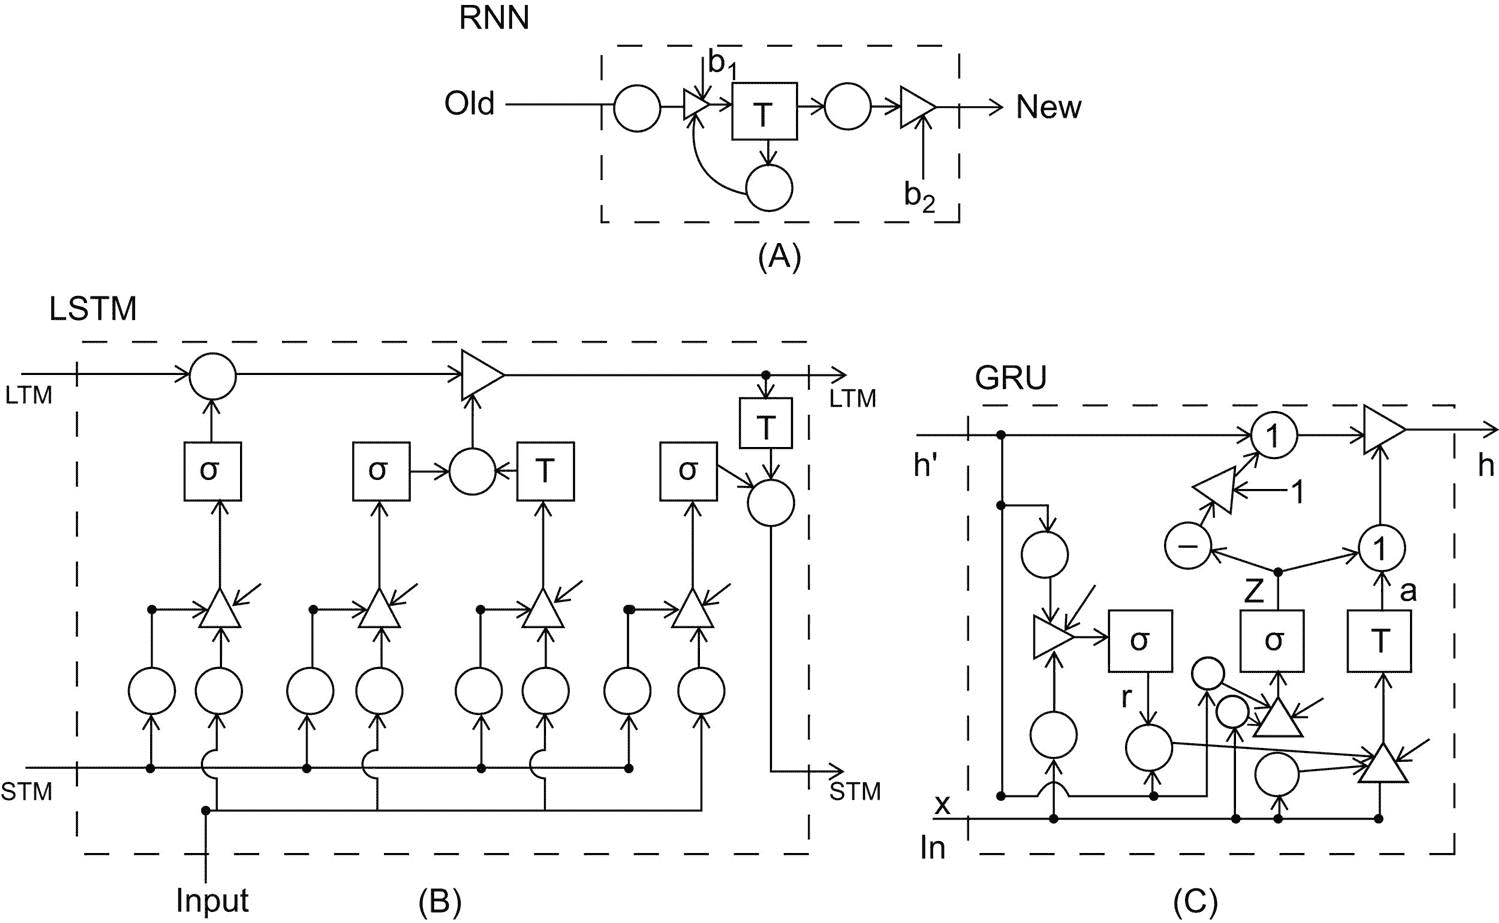 RNN
b1
Old
T
New
b2
(A)
LSTM
LTM
LTM
T
σ
σ
T
σ
STM
STM
Input
(B)
GRU
h'
1
h
1
–
1
Z
a
σ
σ
T
r
x
In
(C)